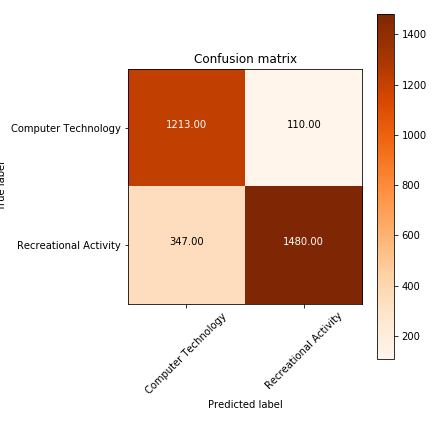 Confusion matrix
1400
1200
1000
800
600
400
200
Computer Technology
1213.00
110.00
Recreational Activity
347.00
1480.00
Computer Technology
Recreational Activity
Predicted label
True label